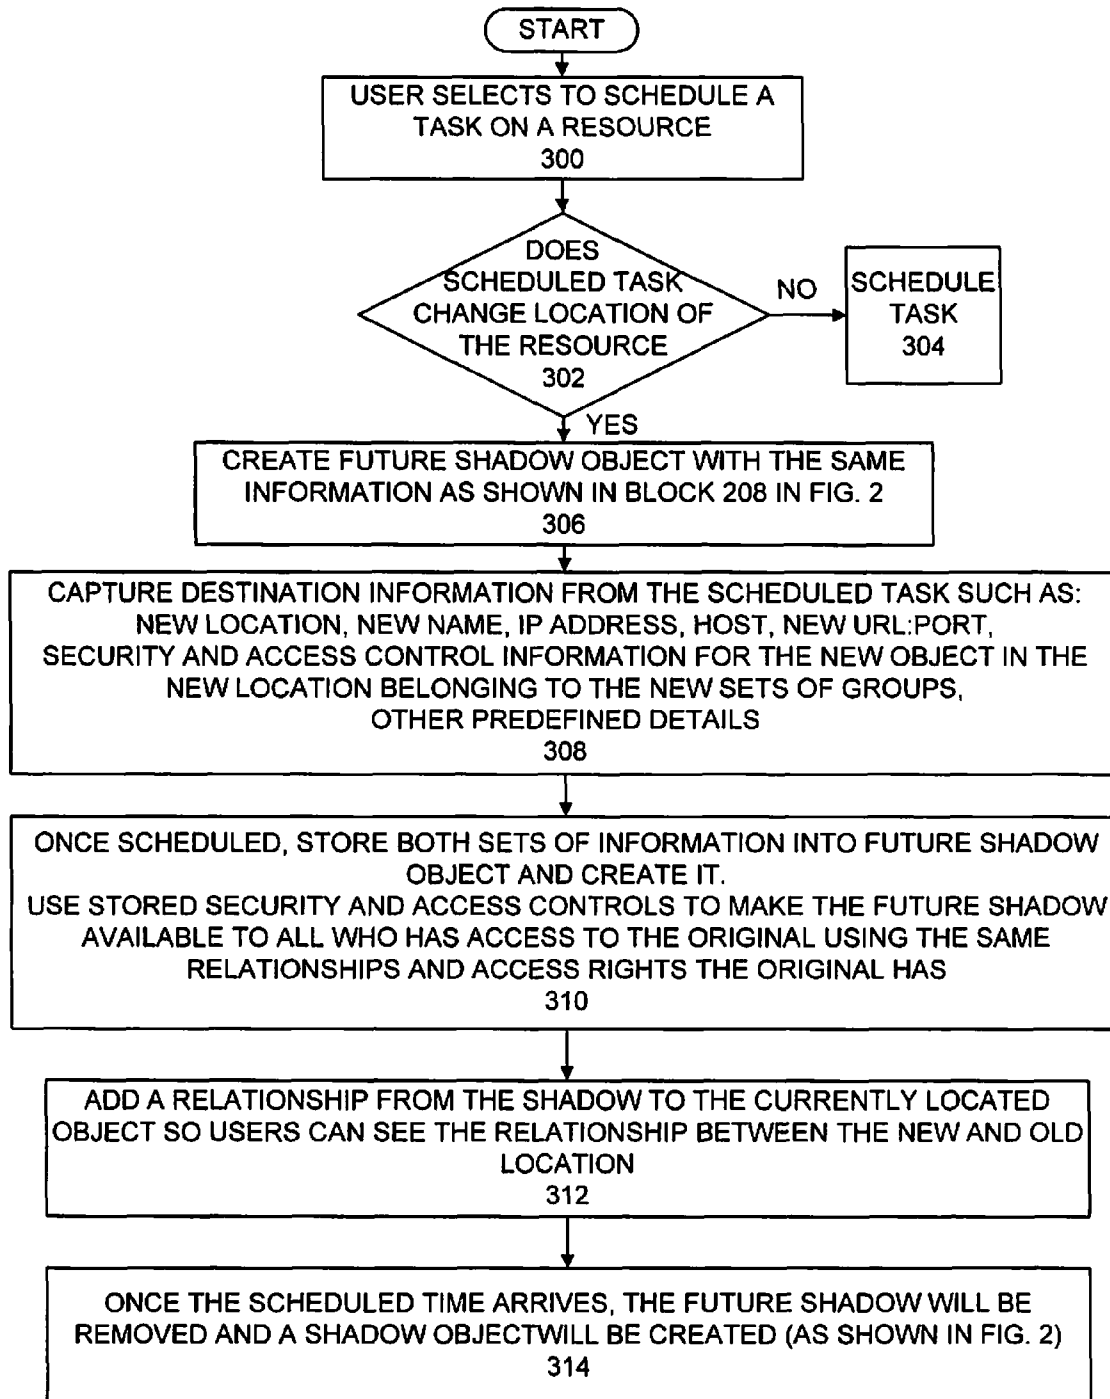 START
USER SELECTS TO SCHEDULE A
TASK ON A RESOURCE
300
DOES
SCHEDULED TASK
CHANGE LOCATION OF
THE RESOURCE
302
NO
SCHEDULE
TASK
304
YES
CREATE FUTURE SHADOW OBJECT WITH THE SAME
INFORMATION AS SHOWN IN BLOCK 208 IN FIG. 2
306
CAPTURE DESTINATION INFORMATION FROM THE SCHEDULED TASK SUCH AS:
NEW LOCATION, NEW NAME, IP ADDRESS, HOST, NEW URL:PORT,
SECURITY AND ACCESS CONTROL INFORMATION FOR THE NEW OBJECT IN THE
NEW LOCATION BELONGING TO THE NEW SETS OF GROUPS,
OTHER PREDEFINED DETAILS
308
ONCE SCHEDULED, STORE BOTH SETS OF INFORMATION INTO FUTURE SHADOW
OBJECT AND CREATE IT.
USE STORED SECURITY AND ACCESS CONTROLS TO MAKE THE FUTURE SHADOW
AVAILABLE TO ALL WHO HAS ACCESS TO THE ORIGINAL USING THE SAME
RELATIONSHIPS AND ACCESS RIGHTS THE ORIGINAL HAS
310
ADD A RELATIONSHIP FROM THE SHADOW TO THE CURRENTLY LOCATED
OBJECT SO USERS CAN SEE THE RELATIONSHIP BETWEEN THE NEW AND OLD
LOCATION
312
ONCE THE SCHEDULED TIME ARRIVES, THE FUTURE SHADOW WILL BE
REMOVED AND A SHADOW OBJECTWILL BE CREATED (AS SHOWN IN FIG. 2)
314